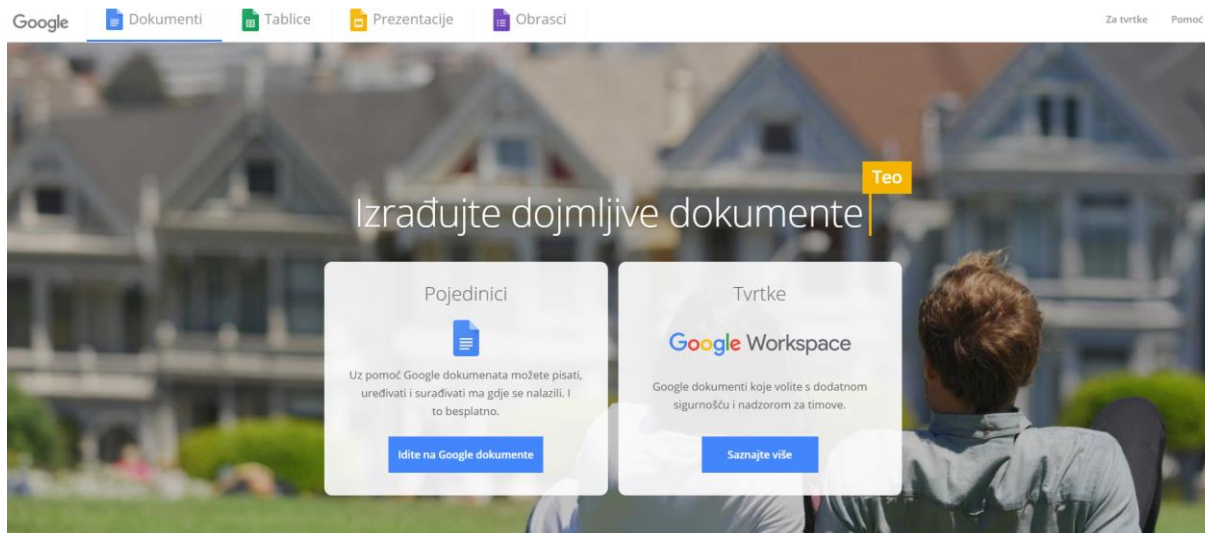 Google Dokumenti Tablice Prezentacije Obrasci Za tvrtke Pomoć
Teo
Izrađujte dojmljive dokumente
Pojedinici
Uz pomoć Google dokumenata možete pisati,
uređivati i surađivati ma gdje se nalazili. I
to besplatno.
Idite na Google dokumente
Tvrtke
Google Workspace
Google dokumenti koje volite s dodatnom
sigurnošću i nadzorom za timove.
Saznajte više